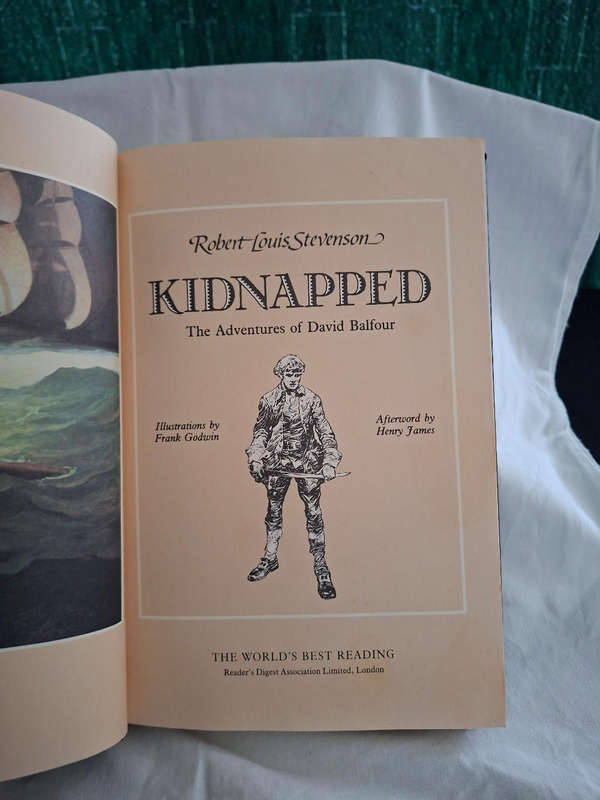 Robert Louis Stevenson
KIDNAPPED
The Adventures of David Balfour
Illustrations by
Frank Godwin
Afterword by
Henry James
THE WORLD'S BEST READING
Reader's Digest Association Limited, London